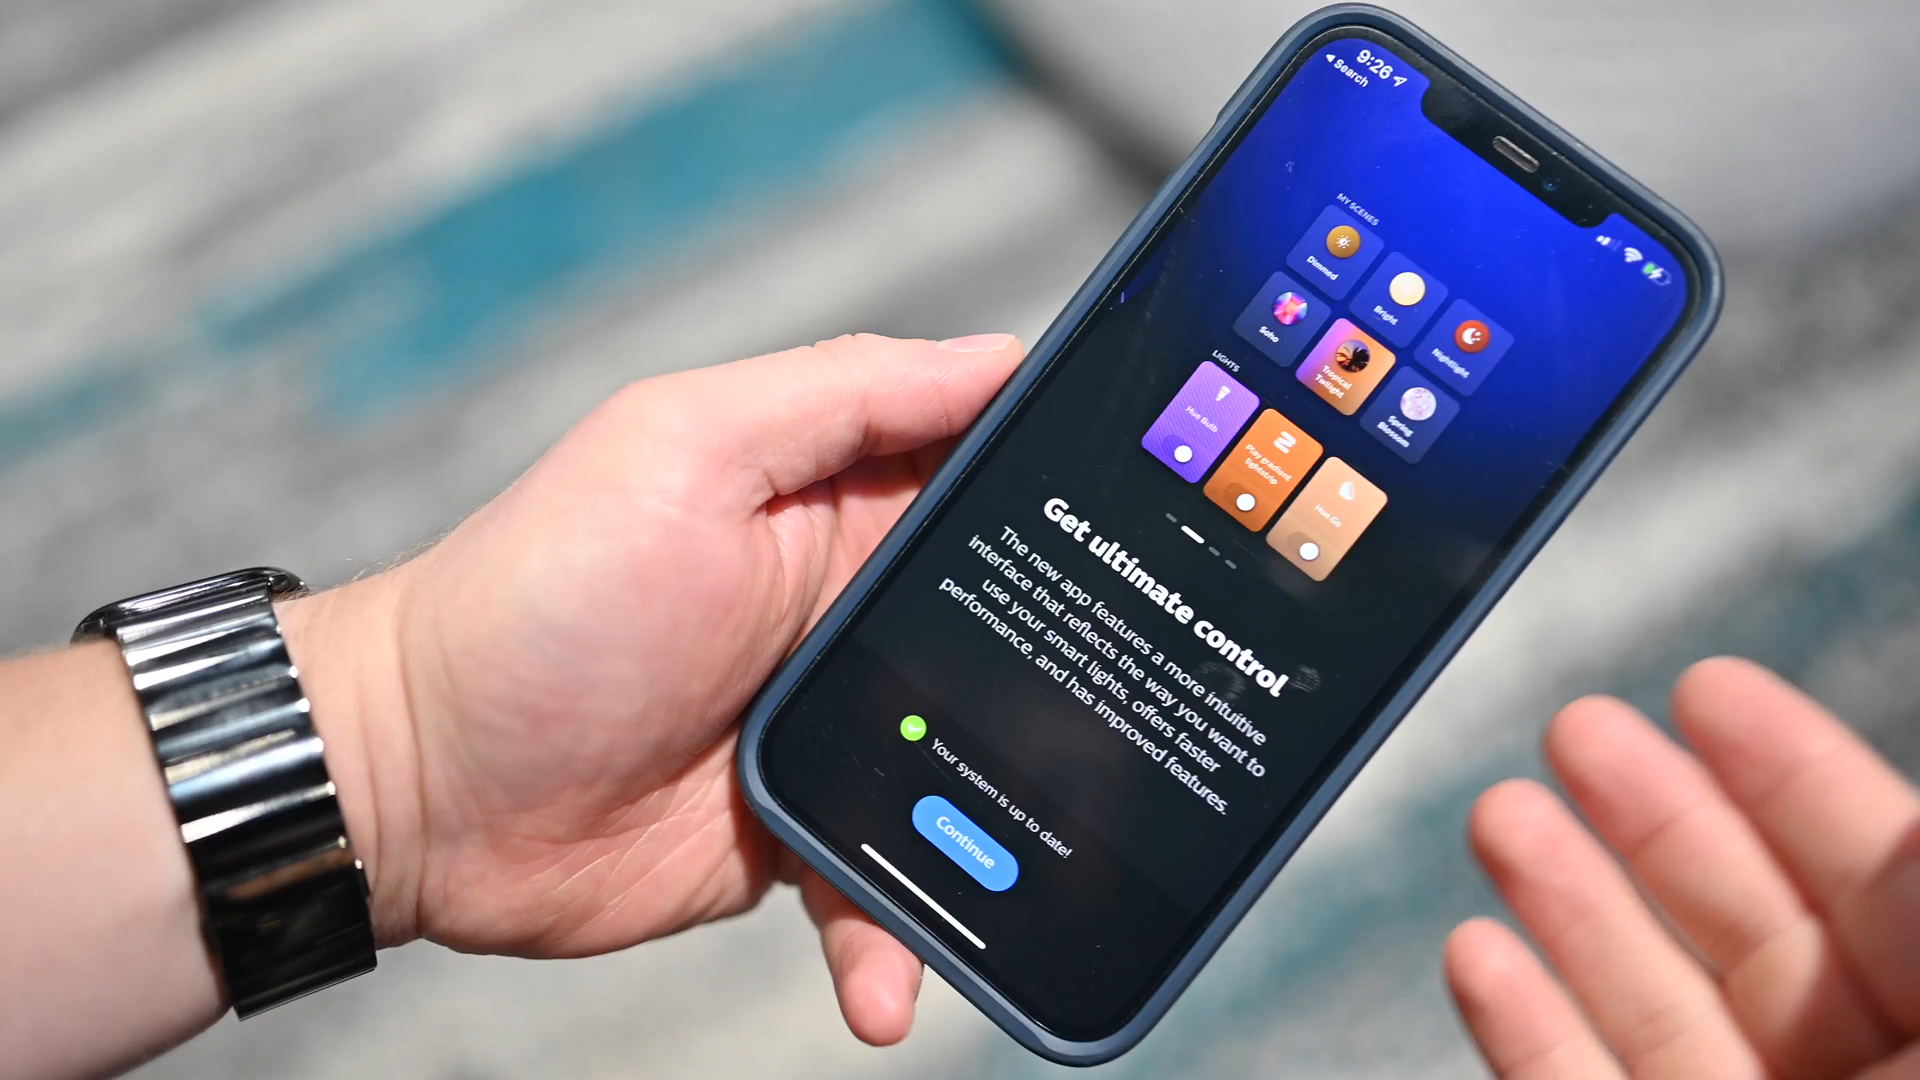 9:26
Search
MY SCENES
Dimmed
Bright
Nightlight
Soho
Tropical
Twilight
Spring
Blossom
LIGHTS
Hue Bulb
Play gradient
lightstrip
Hue Go
Get ultimate control
The new app features a more intuitive
interface that reflects the way you want to
use your smart lights, offers faster
performance, and has improved features.
Your system is up to date!
Continue